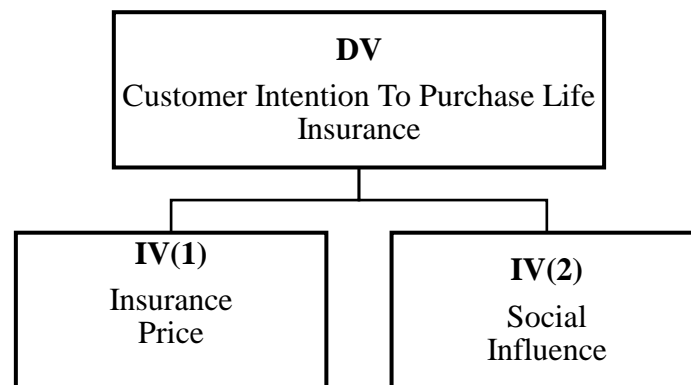 DV
Customer Intention To Purchase Life
Insurance
IV(1)
Insurance
Price
IV(2)
Social
Influence